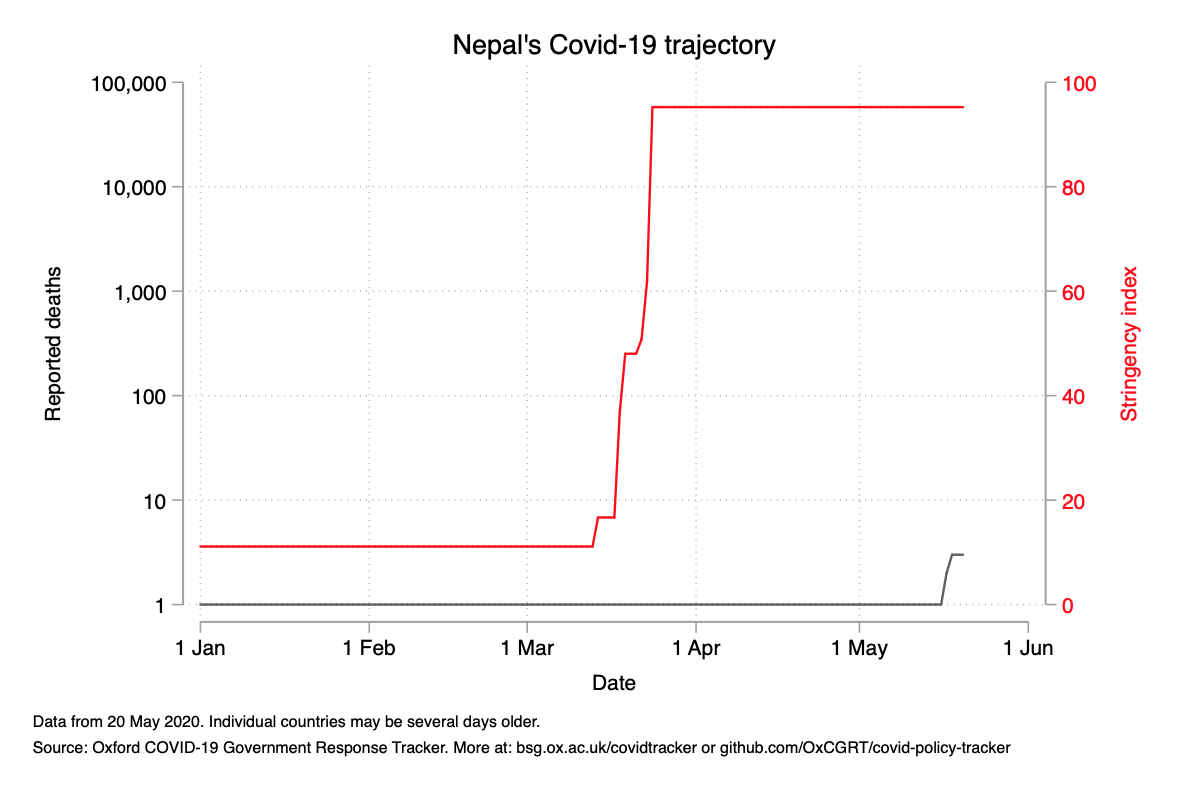 Nepal's Covid-19 trajectory
100,000
10,000
1,000
100
10
1
Reported deaths
100
80
60
40
20
0
Stringency index
1 Jan
1 Feb
1 Mar
1 Apr
1 May
1 Jun
Date
Data from 20 May 2020. Individual countries may be several days older.
Source: Oxford COVID-19 Government Response Tracker. More at: bsg.ox.ac.uk/covidtracker or github.com/OxCGRT/covid-policy-tracker